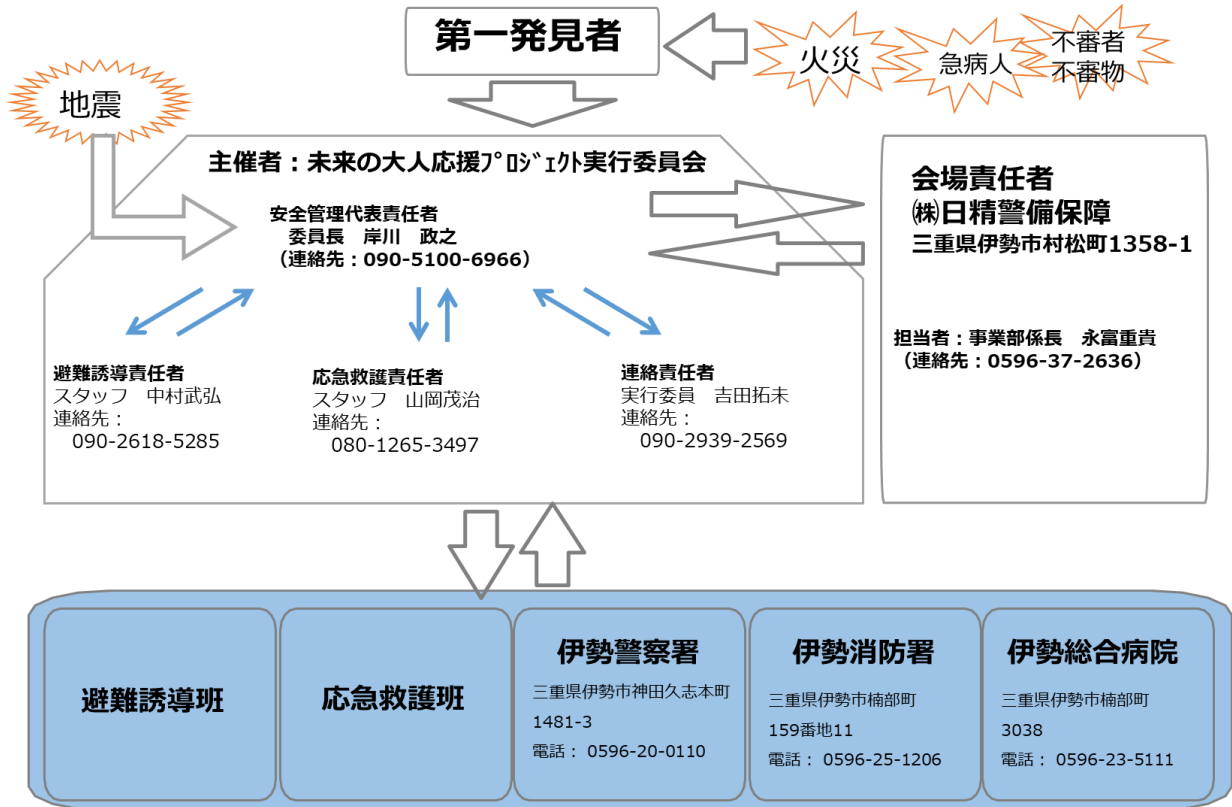 第一発見者
火災
急病人
不審者
不審物
地震
主催者：未来の大人応援ﾌﾟﾛｼﾞｪｸﾄ実行委員会
安全管理代表責任者
委員長　岸川　政之
（連絡先：090-5100-6966）
避難誘導責任者
スタッフ　中村武弘
連絡先：
090-2618-5285
応急救護責任者
スタッフ　山岡茂治
連絡先：
080-1265-3497
連絡責任者
実行委員　吉田拓未
連絡先：
090-2939-2569
会場責任者
㈱日精警備保障
三重県伊勢市村松町1358-1
担当者：事業部係長　永富重貴
（連絡先：0596-37-2636）
避難誘導班
応急救護班
伊勢警察署
三重県伊勢市神田久志本町
1481-3
電話： 0596-20-0110
伊勢消防署
三重県伊勢市楠部町
159番地11
電話： 0596-25-1206
伊勢総合病院
三重県伊勢市楠部町
3038
電話： 0596-23-5111